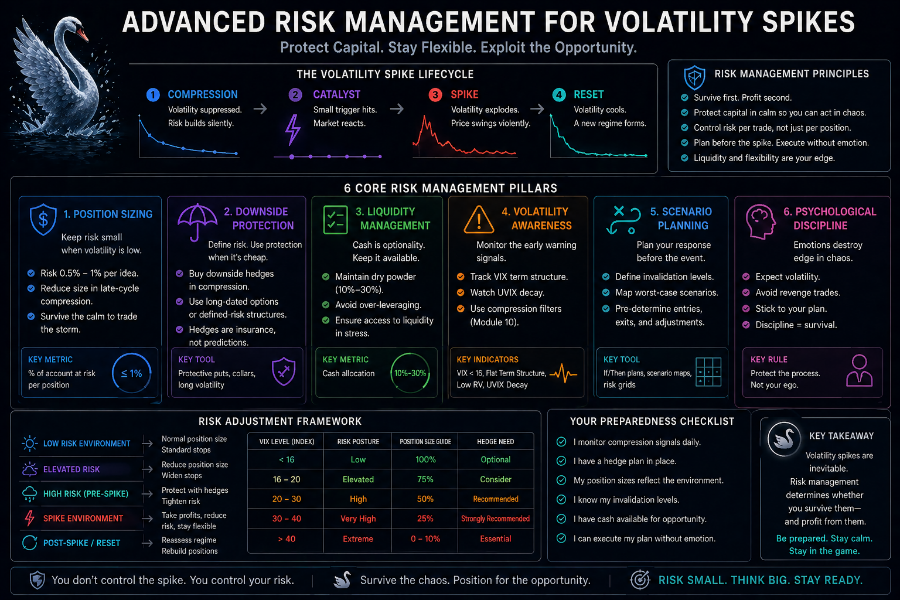 ADVANCED RISK MANAGEMENT FOR VOLATILITY SPIKES
Protect Capital. Stay Flexible. Exploit the Opportunity.
THE VOLATILITY SPIKE LIFECYCLE
1 COMPRESSION
Volatility suppressed.
Risk builds silently.
2 CATALYST
Small trigger hits.
Market reacts.
3 SPIKE
Volatility explodes.
Price swings violently.
4 RESET
Volatility cools.
A new regime forms.
RISK MANAGEMENT PRINCIPLES
Survive first. Profit second.
Protect capital in calm so you can act in chaos.
Control risk per trade, not just per position.
Plan before the spike. Execute without emotion.
Liquidity and flexibility are your edge.
6 CORE RISK MANAGEMENT PILLARS
$
1. POSITION SIZING
Keep risk small
when volatility is low.
Risk 0.5% – 1% per idea.
Reduce size in late-cycle
compression.
Survive the calm to trade
the storm.
KEY METRIC
% of account at risk
per position
≤ 1%
2. DOWNSIDE
PROTECTION
Define risk. Use protection
when it's cheap.
Buy downside hedges
in compression.
Use long-dated options
or defined-risk structures.
Hedges are insurance,
not predictions.
KEY TOOL
Protective puts, collars,
long volatility
3. LIQUIDITY
MANAGEMENT
Cash is optionality.
Keep it available.
Maintain dry powder
(10%–30%).
Avoid over-leveraging.
Ensure access to liquidity
in stress.
KEY METRIC
Cash allocation
10%–30%
4. VOLATILITY
AWARENESS
Monitor the early warning
signals.
Track VIX term structure.
Watch UVIX decay.
Use compression filters
(Module 10).
KEY INDICATORS
VIX < 16, Flat Term Structure,
Low RV, UVIX Decay
5. SCENARIO
PLANNING
Plan your response
before the event.
Define invalidation levels.
Map worst-case scenarios.
Pre-determine entries,
exits, and adjustments.
KEY TOOL
If/Then plans, scenario maps,
risk grids
6. PSYCHOLOGICAL
DISCIPLINE
Emotions destroy
edge in chaos.
Expect volatility.
Avoid revenge trades.
Stick to your plan.
Discipline = survival.
KEY RULE
Protect the process.
Not your ego.
RISK ADJUSTMENT FRAMEWORK
LOW RISK ENVIRONMENT
Normal position size
Standard stops
ELEVATED RISK
Reduce position size
Widen stops
HIGH RISK (PRE-SPIKE)
Protect with hedges
Tighten risk
SPIKE ENVIRONMENT
Take profits, reduce
risk, stay flexible
POST-SPIKE / RESET
Reassess regime
Rebuild positions
VIX LEVEL (INDEX) RISK POSTURE POSITION SIZE GUIDE HEDGE NEED
< 16 Low 100% Optional
16 – 20 Elevated 75% Consider
20 – 30 High 50% Recommended
30 – 40 Very High 25% Strongly Recommended
> 40 Extreme 0 – 10% Essential
YOUR PREPAREDNESS CHECKLIST
I monitor compression signals daily.
I have a hedge plan in place.
My position sizes reflect the environment.
I know my invalidation levels.
I have cash available for opportunity.
I can execute my plan without emotion.
KEY TAKEAWAY
Volatility spikes are
inevitable.
Risk management
determines whether
you survive them—
and profit from them.
Be prepared. Stay calm.
Stay in the game.
You don't control the spike. You control your risk.
Survive the chaos. Position for the opportunity.
RISK SMALL. THINK BIG. STAY READY.